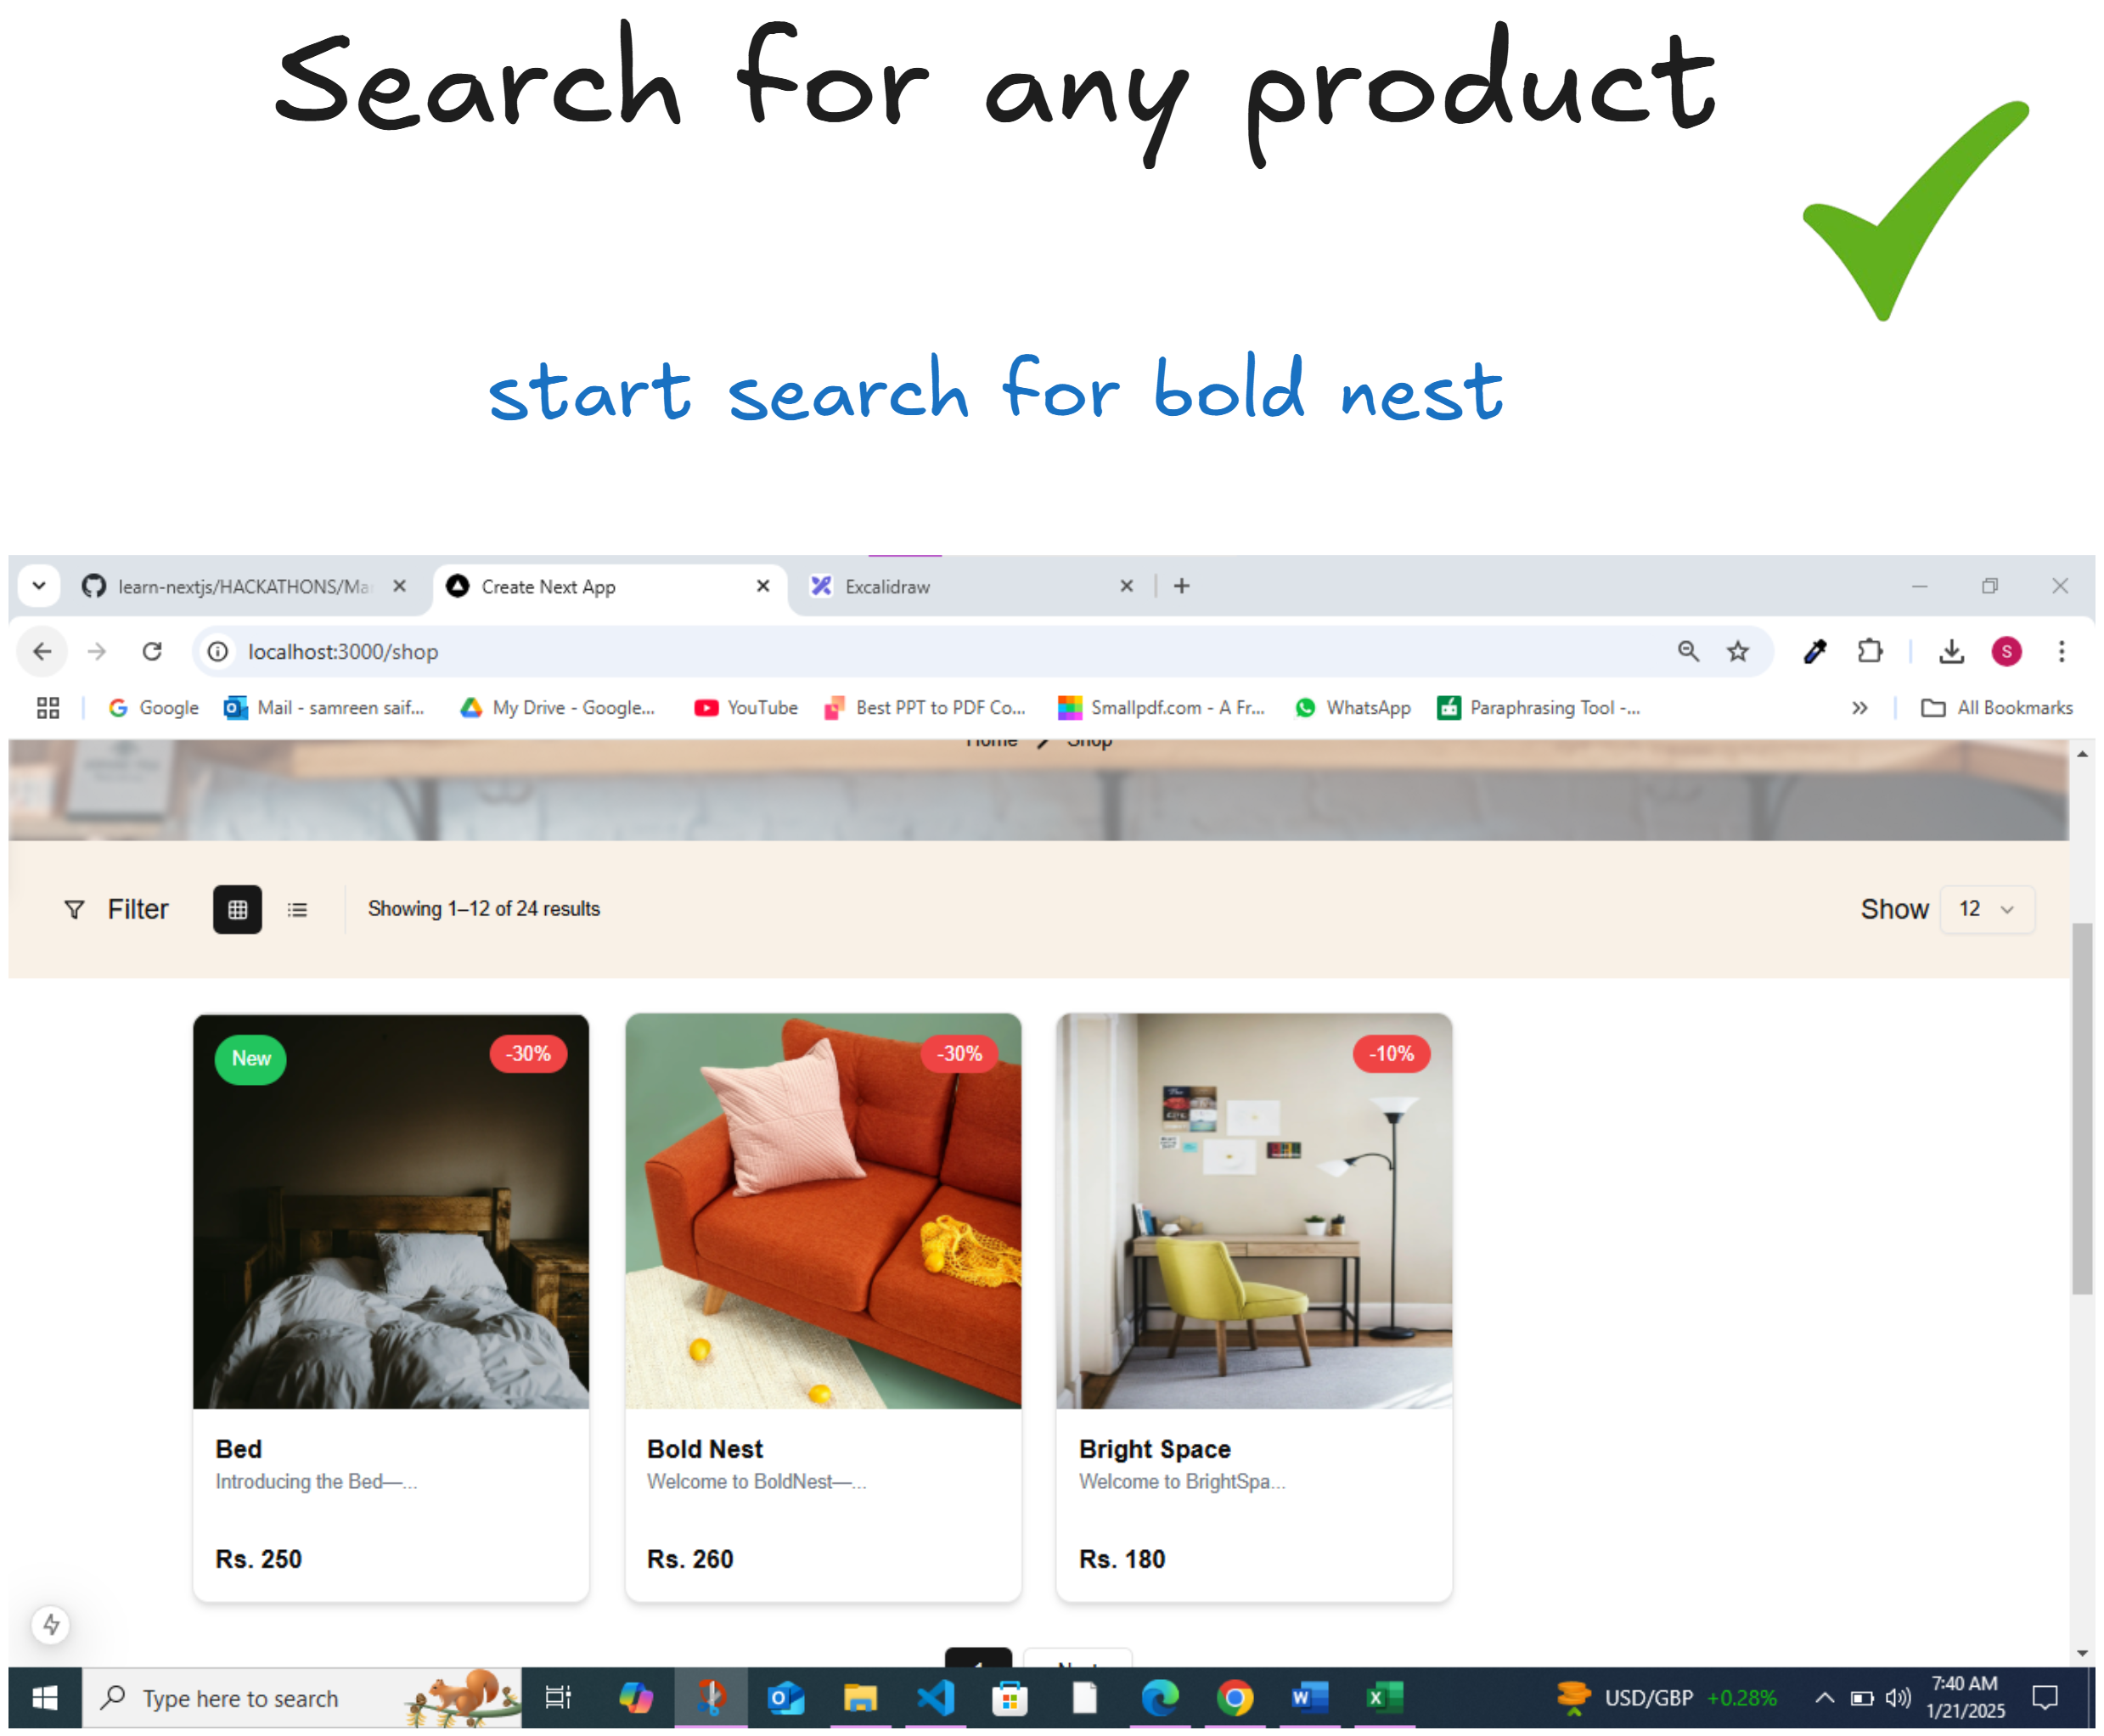 Search for any product
start search for bold nest
learn-nextjs/HACKATHONS/Ma
Create Next App
Excalidraw
localhost:3000/shop
S
Google
Mail - samreen saif...
My Drive - Google...
YouTube
Best PPT to PDF Co...
Smallpdf.com - A Fr...
WhatsApp
Paraphrasing Tool -...
All Bookmarks
Home Shop
Filter
Showing 1–12 of 24 results
Show 12
New
-30%
-30%
-10%
Bed
Introducing the Bed—...
Rs. 250
Bold Nest
Welcome to BoldNest—...
Rs. 260
Bright Space
Welcome to BrightSpa...
Rs. 180
1 Next
Type here to search
USD/GBP +0.28%
7:40 AM
1/21/2025